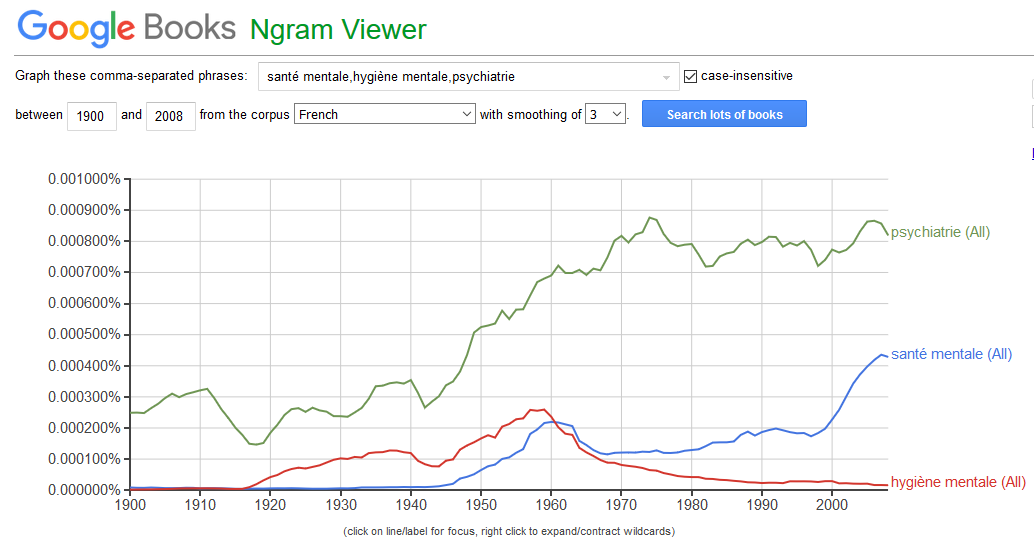 Google Books Ngram Viewer
Graph these comma-separated phrases: santé mentale,hygiène mentale,psychiatrie case-insensitive
between 1900 and 2008 from the corpus French with smoothing of 3 . Search lots of books
0.001000%
0.000900%
0.000800%
psychiatrie (All)
0.000700%
0.000600%
0.000500%
0.000400%
santé mentale (All)
0.000300%
0.000200%
0.000100%
0.000000%
hygiène mentale (All)
1900 1910 1920 1930 1940 1950 1960 1970 1980 1990 2000
(click on line/label for focus, right click to expand/contract wildcards)